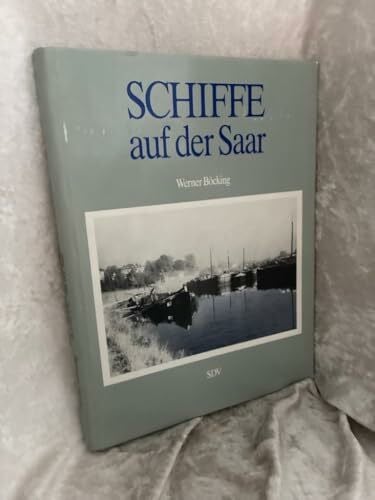 SCHIFFE
auf der Saar
Werner Böcking
SDV